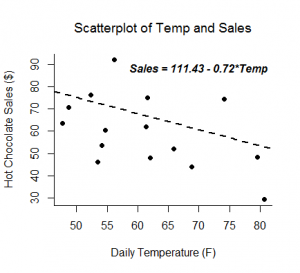 Scatterplot of Temp and Sales
Sales = 111.43 - 0.72*Temp
Hot Chocolate Sales ($)
90
80
70
60
50
40
30
50 55 60 65 70 75 80
Daily Temperature (F)